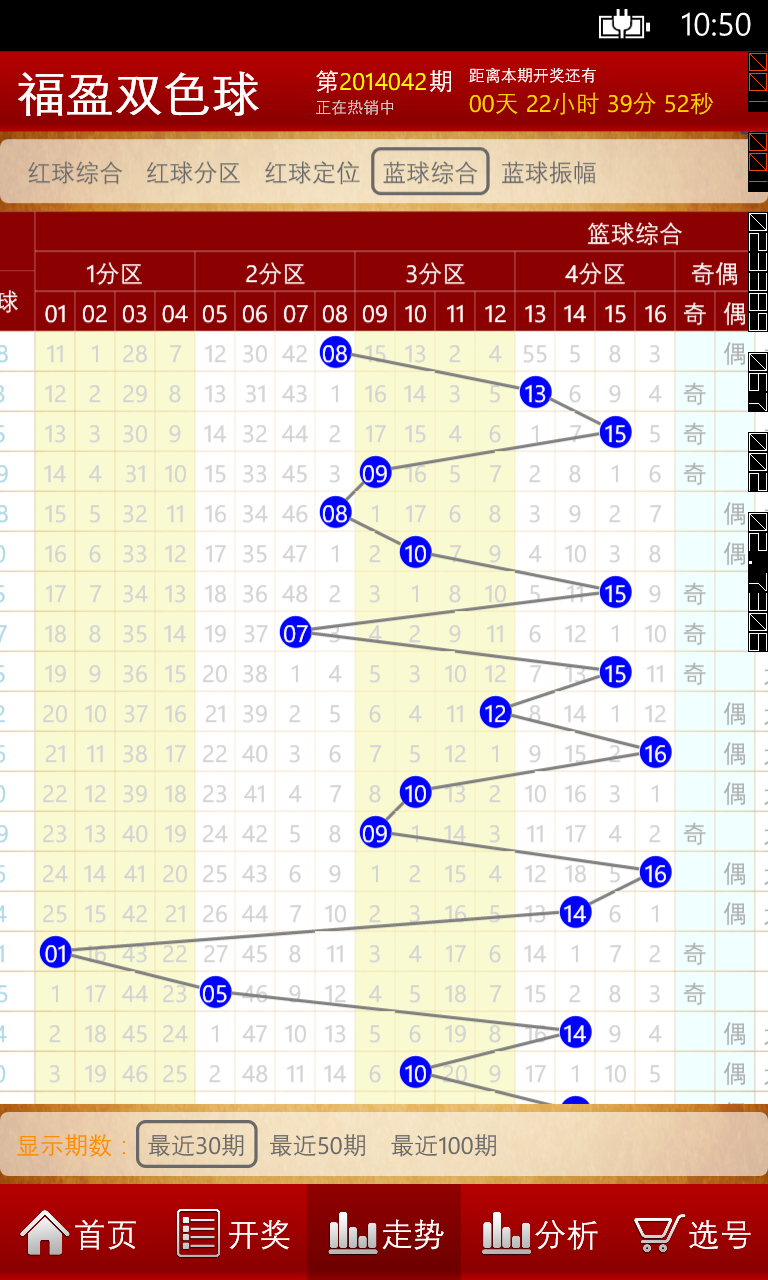 10:50
福盈双色球
第2014042期
正在热销中
距离本期开奖还有
00天 22小时 39分 52秒
红球综合 红球分区 红球定位 蓝球综合 蓝球振幅
篮球综合
1分区 2分区 3分区 4分区 奇偶
球 01 02 03 04 05 06 07 08 09 10 11 12 13 14 15 16 奇 偶
8 11 1 28 7 12 30 42 08 15 13 2 4 55 5 8 3 偶
3 12 2 29 8 13 31 43 1 16 14 3 5 13 6 9 4 奇
5 13 3 30 9 14 32 44 2 17 15 4 6 1 7 15 5 奇
9 14 4 31 10 15 33 45 3 09 16 5 7 2 8 1 6 奇
8 15 5 32 11 16 34 46 08 1 17 6 8 3 9 2 7 偶
0 16 6 33 12 17 35 47 1 2 10 7 9 4 10 3 8 偶
5 17 7 34 13 18 36 48 2 3 1 8 10 5 11 15 9 奇
7 18 8 35 14 19 37 07 3 4 2 9 11 6 12 1 10 奇
5 19 9 36 15 20 38 1 4 5 3 10 12 7 13 15 11 奇
2 20 10 37 16 21 39 2 5 6 4 11 12 8 14 1 12 偶
6 21 11 38 17 22 40 3 6 7 5 12 1 9 15 2 16 偶
0 22 12 39 18 23 41 4 7 8 10 13 2 10 16 3 1 偶
9 23 13 40 19 24 42 5 8 09 1 14 3 11 17 4 2 奇
6 24 14 41 20 25 43 6 9 1 2 15 4 12 18 5 16 偶
4 25 15 42 21 26 44 7 10 2 3 16 5 13 14 6 1 偶
1 01 16 43 22 27 45 8 11 3 4 17 6 14 1 7 2 奇
5 1 17 44 23 05 46 9 12 4 5 18 7 15 2 8 3 奇
4 2 18 45 24 1 47 10 13 5 6 19 8 16 14 9 4 偶
0 3 19 46 25 2 48 11 14 6 10 20 9 17 1 10 5 偶
显示期数 : 最近30期 最近50期 最近100期
首页 开奖 走势 分析 选号